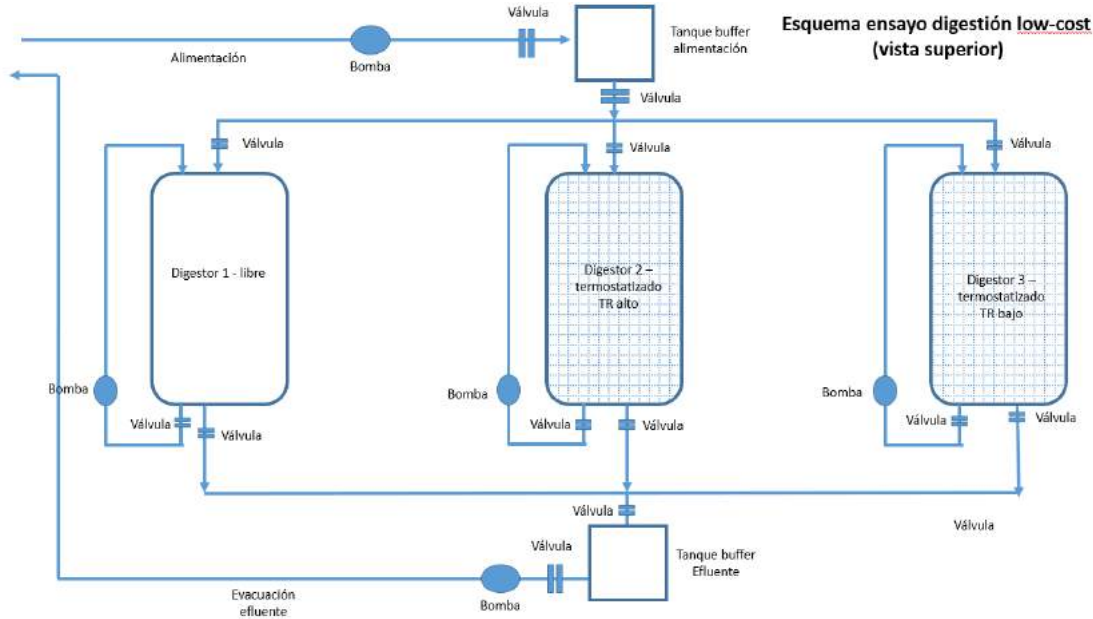 Esquema ensayo digestión low-cost
(vista superior)
Válvula
Tanque buffer
alimentación
Alimentación
Bomba
Válvula
Válvula
Válvula
Válvula
Digestor 1 - libre
Digestor 2 –
termostatizado
TR alto
Digestor 3 –
termostatizado
TR bajo
Bomba
Bomba
Bomba
Válvula
Válvula
Válvula
Válvula
Válvula
Válvula
Válvula
Válvula
Válvula
Tanque buffer
Efluente
Evacuación
efluente
Bomba